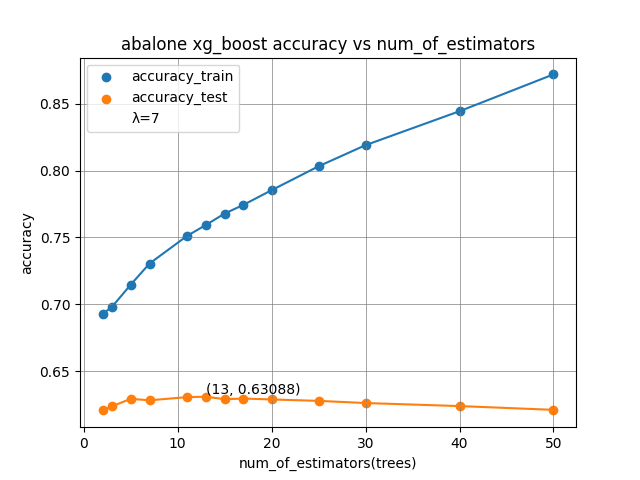 abalone xg_boost accuracy vs num_of_estimators
accuracy_train
accuracy_test
λ=7
0.85
0.80
0.75
0.70
0.65
accuracy
(13, 0.63088)
0
10
20
30
40
50
num_of_estimators(trees)